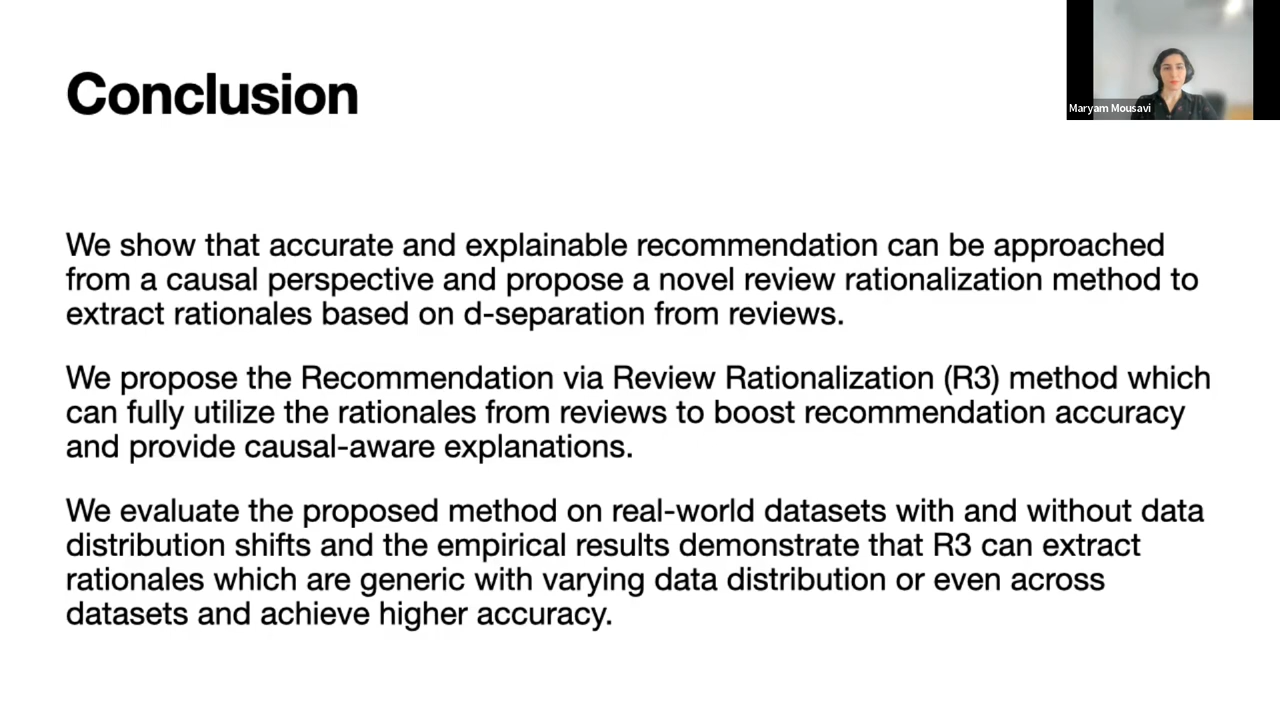 Conclusion
Maryam Mousavi
We show that accurate and explainable recommendation can be approached
from a causal perspective and propose a novel review rationalization method to
extract rationales based on d-separation from reviews.
We propose the Recommendation via Review Rationalization (R3) method which
can fully utilize the rationales from reviews to boost recommendation accuracy
and provide causal-aware explanations.
We evaluate the proposed method on real-world datasets with and without data
distribution shifts and the empirical results demonstrate that R3 can extract
rationales which are generic with varying data distribution or even across
datasets and achieve higher accuracy.